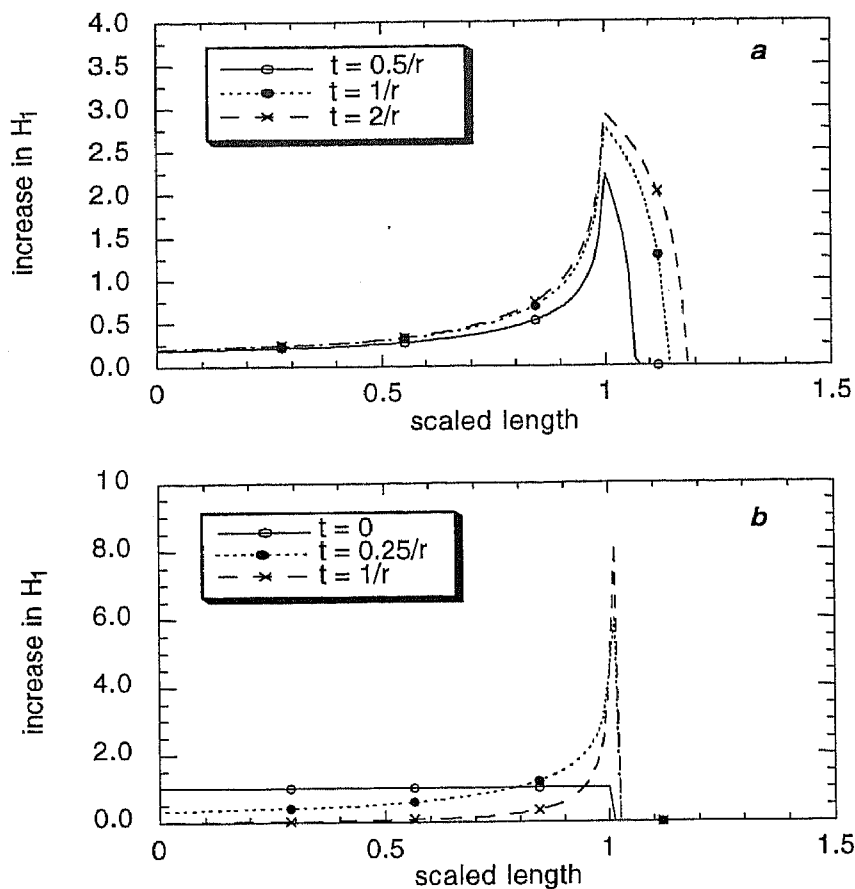 4.0
3.5
3.0
2.5
2.0
1.5
1.0
0.5
0.0
increase in H1
a
t = 0.5/r
t = 1/r
t = 2/r
0
0.5
1
1.5
scaled length
1.0
8.0
6.0
4.0
2.0
0.0
increase in H1
b
t = 0
t = 0.25/r
t = 1/r
0
0.5
1
1.5
scaled length